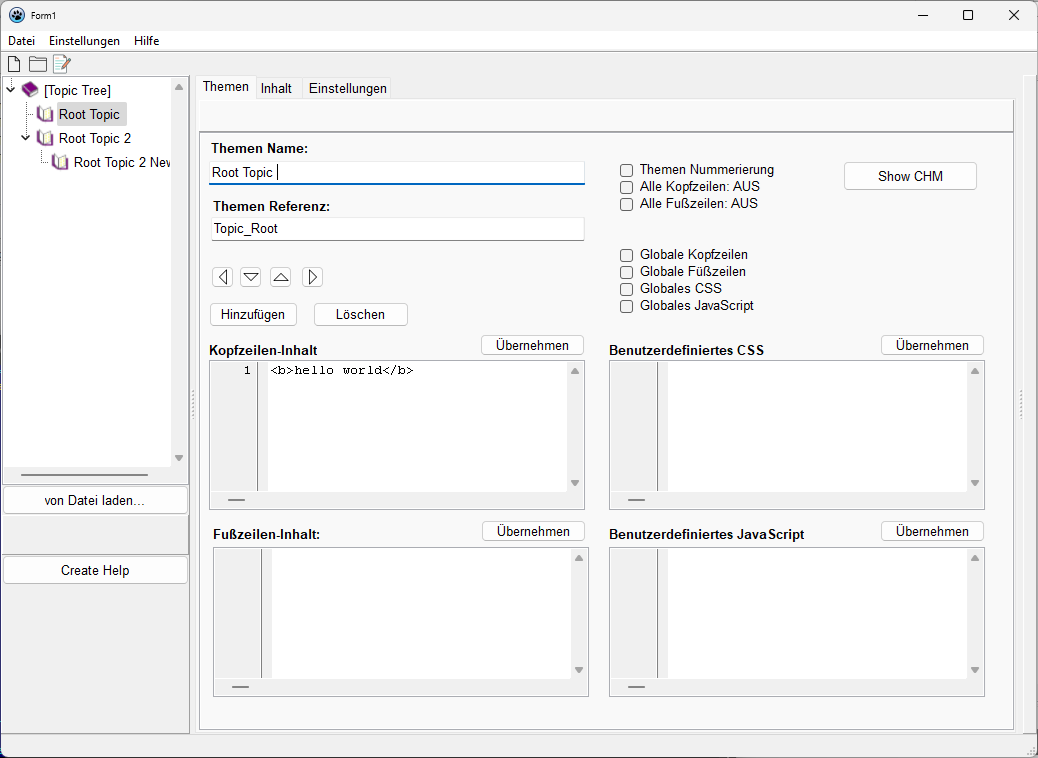 Form1
Datei Einstellungen Hilfe
[Topic Tree]
Root Topic
Root Topic 2
Root Topic 2 New
von Datei laden...
Create Help
Themen Inhalt Einstellungen
Themen Name:
Root Topic
Themen Referenz:
Topic_Root
Hinzufügen Löschen
Themen Nummerierung
Alle Kopfzeilen: AUS
Alle Fußzeilen: AUS
Show CHM
Globale Kopfzeilen
Globale Füßzeilen
Globales CSS
Globales JavaScript
Kopfzeilen-Inhalt Übernehmen
1 <b>hello world</b>
Benutzerdefiniertes CSS Übernehmen
Fußzeilen-Inhalt: Übernehmen
Benutzerdefiniertes JavaScript Übernehmen